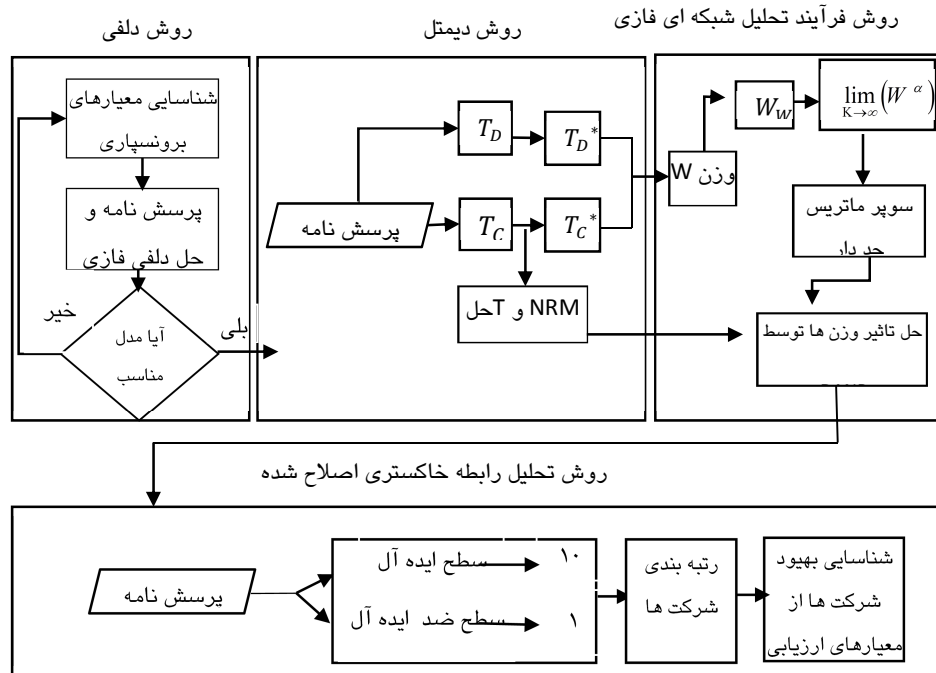 روش فرآیند تحلیل شبکه ای فازی
روش دیمتل
روش دلفی
شناسایی معیارهای
برونسپاری
پرسش نامه و
حل دلفی فازی
آیا مدل
مناسب
خیر
بلی
پرسش نامه
T_D
T_D*
T_C
T_C*
حلT و NRM
وزن W
W_W
lim K→∞ (W^α)
سوپر ماتریس
حد دار
حل تاثیر وزن ها توسط
روش تحلیل رابطه خاکستری اصلاح شده
پرسش نامه
سطح ایده آل ۱۰
سطح ضد ایده آل ۱
رتبه بندی
شرکت ها
شناسایی بهبود
شرکت ها از
معیارهای ارزیابی